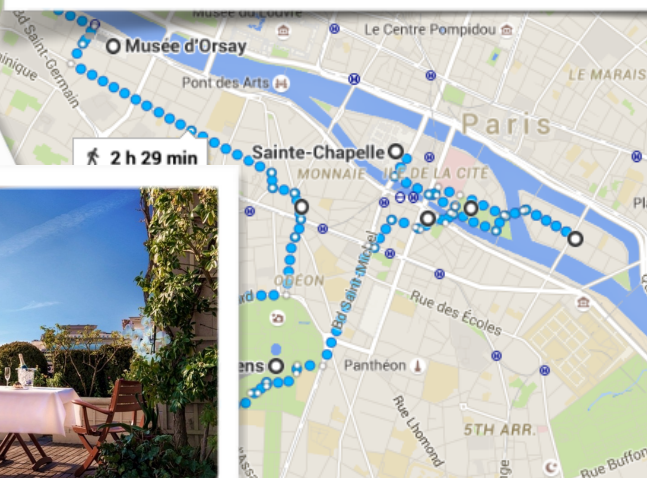 Musée du Louvre
Le Centre Pompidou
Bd Saint-Germain
Musée d'Orsay
LE MARAIS
Pont des Arts
Paris
2 h 29 min
Sainte-Chapelle
MONNAIE
ILE DE LA CITÉ
ODÉON
Bd Saint-Michel
Rue des Écoles
ens
Panthéon
Rue Lhomond
5TH ARR.
Rue Buffon